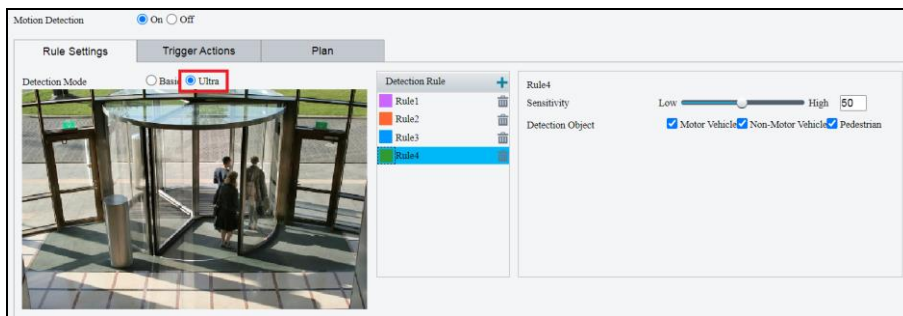 Motion Detection On Off
Rule Settings Trigger Actions Plan
Detection Mode Basic Ultra
Detection Rule
Rule1
Rule2
Rule3
Rule4
Rule4
Sensitivity Low High 50
Detection Object Motor Vehicle Non-Motor Vehicle Pedestrian